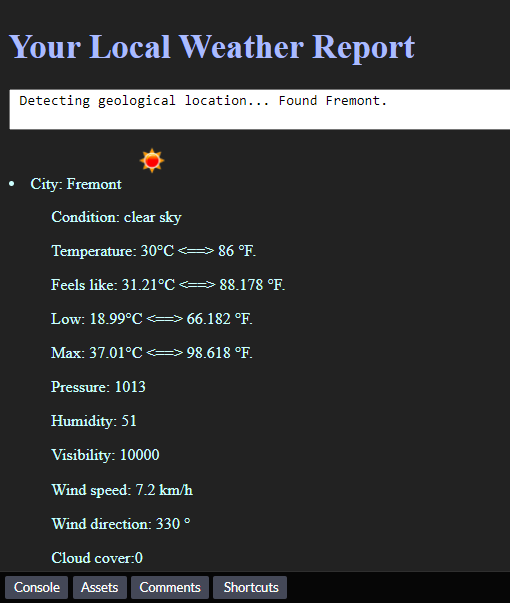 Your Local Weather Report
Detecting geological location... Found Fremont.
City: Fremont
Condition: clear sky
Temperature: 30°C <==> 86 °F.
Feels like: 31.21°C <==> 88.178 °F.
Low: 18.99°C <==> 66.182 °F.
Max: 37.01°C <==> 98.618 °F.
Pressure: 1013
Humidity: 51
Visibility: 10000
Wind speed: 7.2 km/h
Wind direction: 330 °
Cloud cover:0
Console Assets Comments Shortcuts